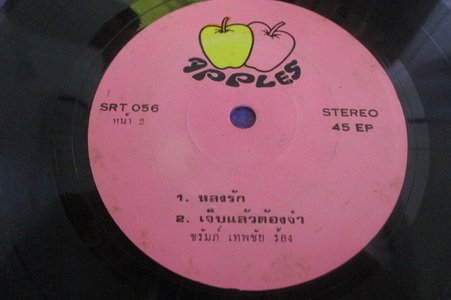 APPLES
SRT 056
หน้า 2
STEREO
45 EP
1. หลงรัก
2. เจ็บแล้วต้องจำ
ชรัมภ์ เทพชัย ร้อง